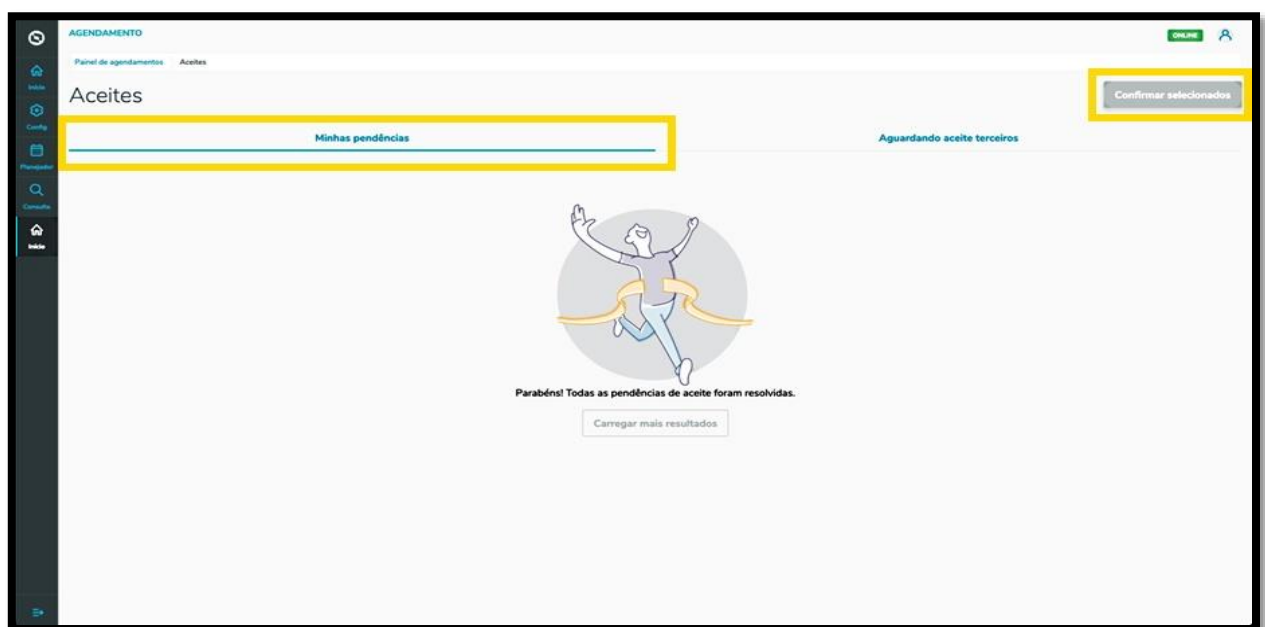 AGENDAMENTO
ONLINE
Painel de agendamentos Aceites
Início
Aceites
Confirmar selecionados
Config
Minhas pendências
Aguardando aceite terceiros
Planejador
Consulta
Início
Parabéns! Todas as pendências de aceite foram resolvidas.
Carregar mais resultados